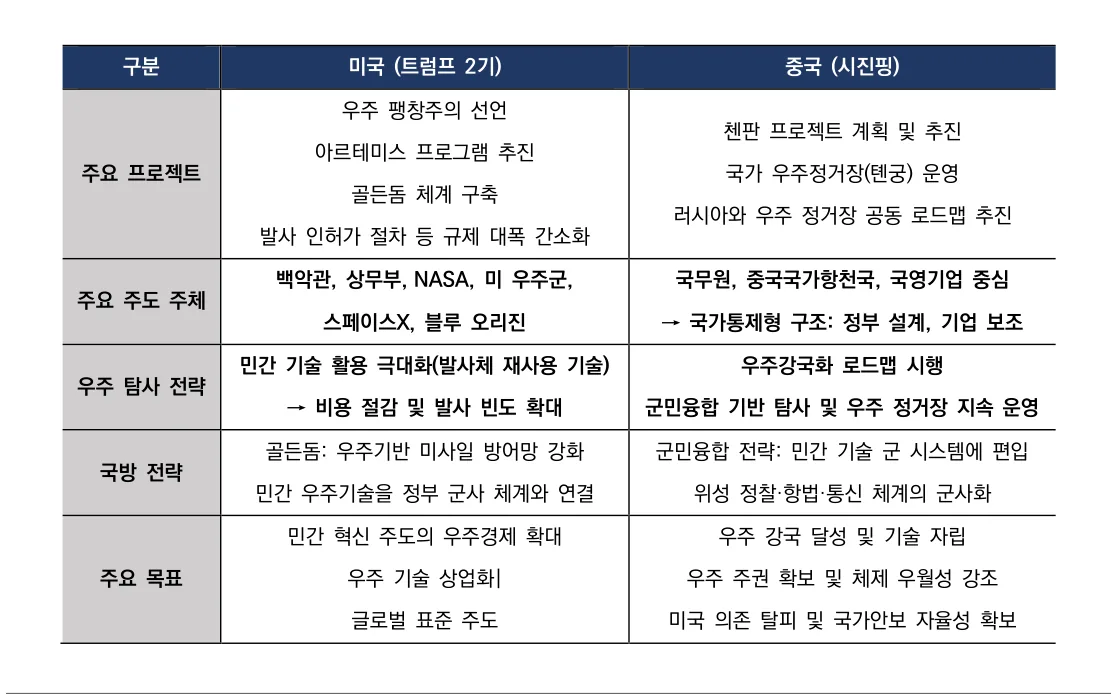 구분 미국 (트럼프 2기) 중국 (시진핑)
주요 프로젝트
우주 팽창주의 선언
아르테미스 프로그램 추진
골든돔 체계 구축
발사 인허가 절차 등 규제 대폭 간소화
첸판 프로젝트 계획 및 추진
국가 우주정거장(톈궁) 운영
러시아와 우주 정거장 공동 로드맵 추진
주요 주도 주체
백악관, 상무부, NASA, 미 우주군,
스페이스X, 블루 오리진
국무원, 중국국가항천국, 국영기업 중심
→ 국가통제형 구조: 정부 설계, 기업 보조
우주 탐사 전략
민간 기술 활용 극대화(발사체 재사용 기술)
→ 비용 절감 및 발사 빈도 확대
우주강국화 로드맵 시행
군민융합 기반 탐사 및 우주 정거장 지속 운영
국방 전략
골든돔: 우주기반 미사일 방어망 강화
민간 우주기술을 정부 군사 체계와 연결
군민융합 전략: 민간 기술 군 시스템에 편입
위성 정찰·항법·통신 체계의 군사화
주요 목표
민간 혁신 주도의 우주경제 확대
우주 기술 상업화|
글로벌 표준 주도
우주 강국 달성 및 기술 자립
우주 주권 확보 및 체제 우월성 강조
미국 의존 탈피 및 국가안보 자율성 확보